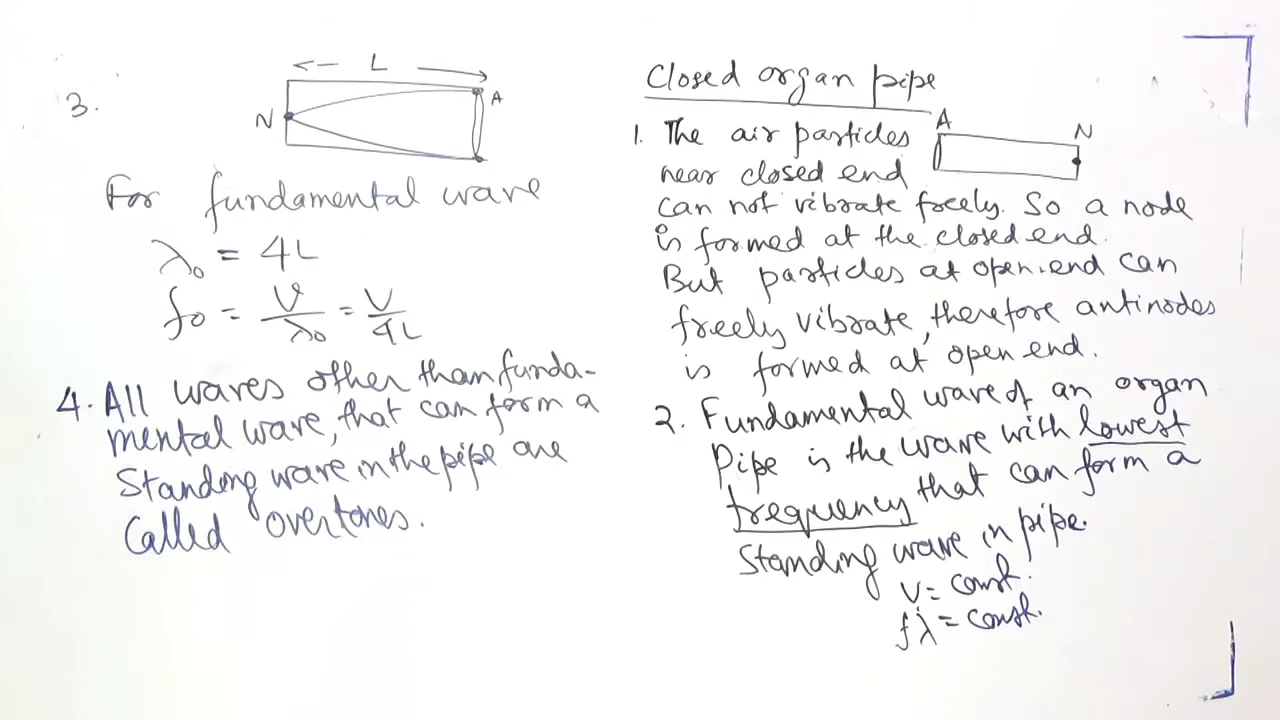 Closed organ pipe
1. The air particles
near closed end
can not vibrate freely. So a node
is formed at the closed end.
But particles at open end can
freely vibrate, therefore antinodes
is formed at open end.
A
N
2. Fundamental wave of an organ
Pipe is the wave with lowest
frequency that can form a
Standing wave in pipe.
v = const.
fλ = const.
3.
<-- L -->
N
A
For fundamental wave
λ₀ = 4L
f₀ = V/λ₀ = V/4L
4. All waves other than funda-
mental wave, that can form a
Standing wave in the pipe are
Called overtones.